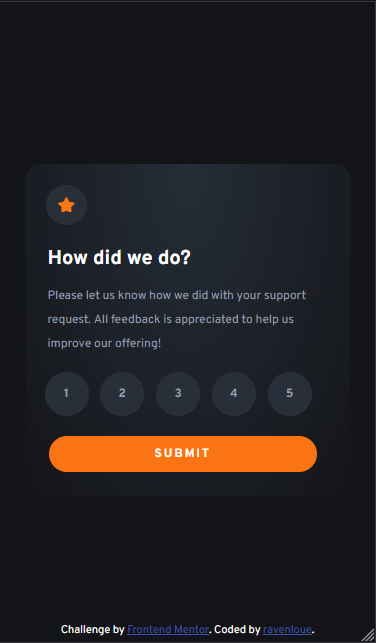 How did we do?
Please let us know how we did with your support
request. All feedback is appreciated to help us
improve our offering!
1 2 3 4 5
SUBMIT
Challenge by Frontend Mentor. Coded by ravenloue.